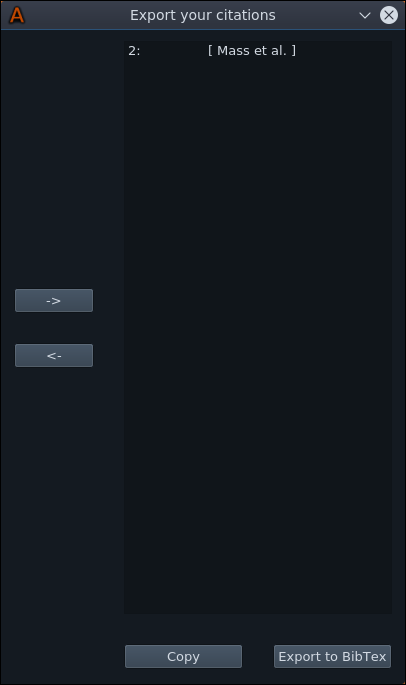 Export your citations
2: [ Mass et al. ]
->
<-
Copy Export to BibTex